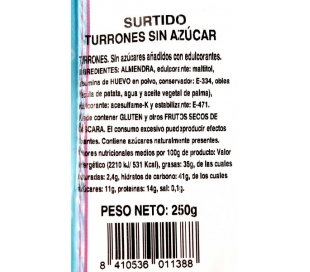 SURTIDO
TURRONES SIN AZÚCAR
TURRONES. Sin azúcares añadidos con edulcorantes.
INGREDIENTES: ALMENDRA, edulcorante: maltitol,
albúmina de HUEVO en polvo, conservador: E-334, obleas
(fécula de patata, agua y aceite vegetal de palma),
edulcorante: acesulfame-K y estabilizante: E-471.
Puede contener GLUTEN y otros FRUTOS SECOS DE
CÁSCARA. El consumo excesivo puede producir efectos
laxantes. Contiene azúcares naturalmente presentes.
Valores nutricionales medios por 100g de producto: Valor
energético (2210 kJ/ 531 Kcal), grasas: 35g, de las cuales
saturadas: 2,4g, hidratos de carbono: 41g, de los cuales
azúcares: 11g, proteínas: 14g, sal: 0,1g.
PESO NETO: 250g
8 410536 011388